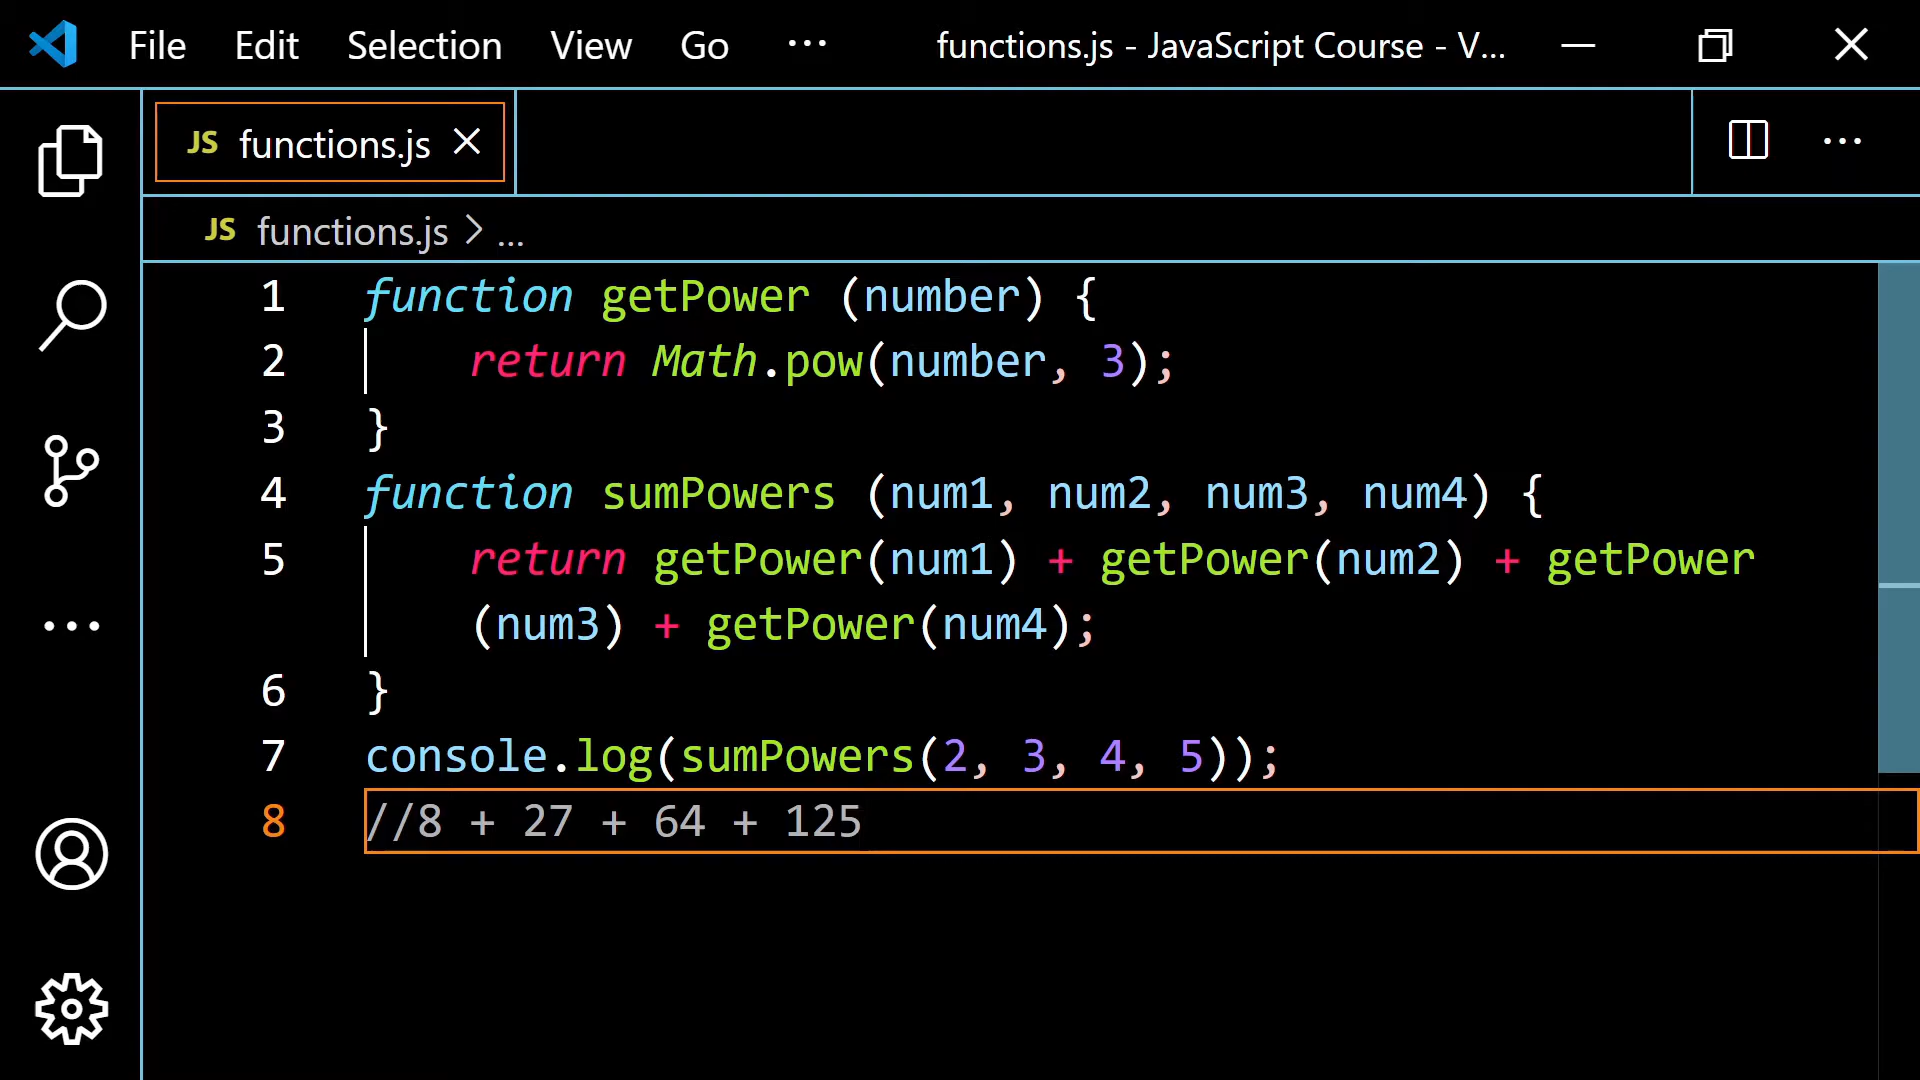 File Edit Selection View Go ... functions.js - JavaScript Course - V...
JS functions.js
JS functions.js > ...
1 function getPower (number) {
2 return Math.pow(number, 3);
3 }
4 function sumPowers (num1, num2, num3, num4) {
5 return getPower(num1) + getPower(num2) + getPower
(num3) + getPower(num4);
6 }
7 console.log(sumPowers(2, 3, 4, 5));
8 //8 + 27 + 64 + 125